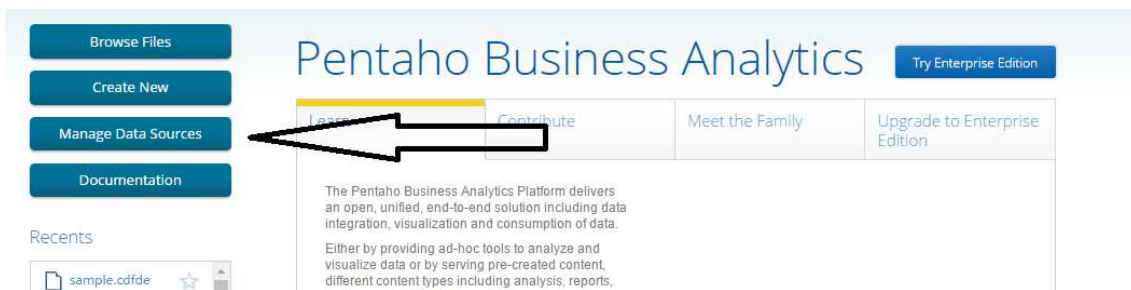 Browse Files
Create New
Manage Data Sources
Documentation
Recents
sample.cdfde
Pentaho Business Analytics
Try Enterprise Edition
Learn
Contribute
Meet the Family
Upgrade to Enterprise
Edition
The Pentaho Business Analytics Platform delivers
an open, unified, end-to-end solution including data
integration, visualization and consumption of data.
Either by providing ad-hoc tools to analyze and
visualize data or by serving pre-created content,
different content types including analysis, reports,